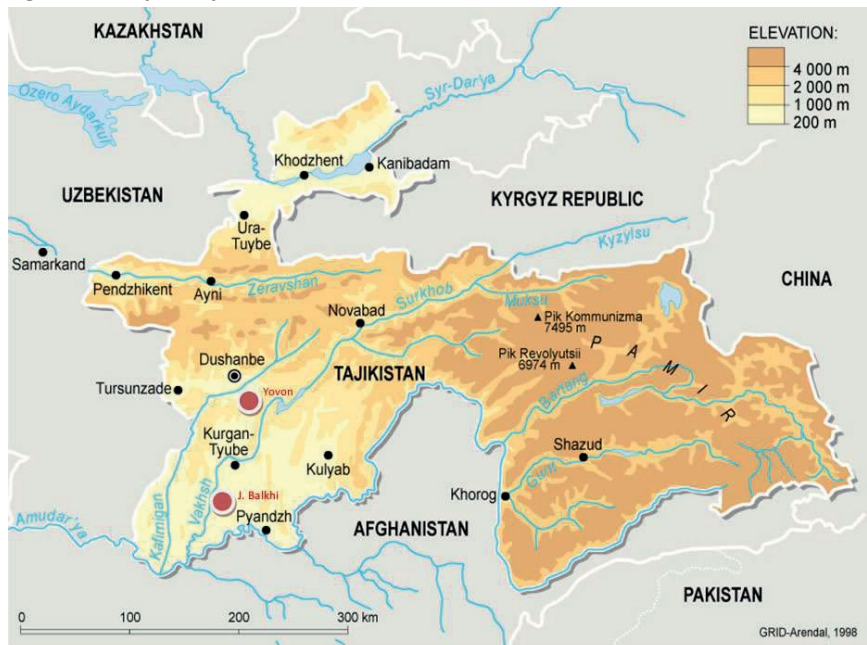 KAZAKHSTAN
ELEVATION:
4 000 m
2 000 m
1 000 m
200 m
Ozero Aydarkul'
Syr-Dar'ya
Khodzhent
Kanibadam
UZBEKISTAN
KYRGYZ REPUBLIC
Ura-
Tyube
Kyzylsu
Samarkand
CHINA
Pendzhikent
Ayni
Zeravshan
Surkhob
Muksu
Novabad
Pik Kommunizma
7495 m
Pik Revolyutsii
6974 m
PAMIR
Dushanbe
TAJIKISTAN
Tursunzade
Yovon
Bartang
Kurgan-
Tyube
Kulyab
Shazud
Gunt
Khorog
J. Balkhi
Vakhsh
Kafirnigan
Pyandzh
Amudar'ya
AFGHANISTAN
PAKISTAN
0
100
200
300 km
GRID-Arendal, 1998